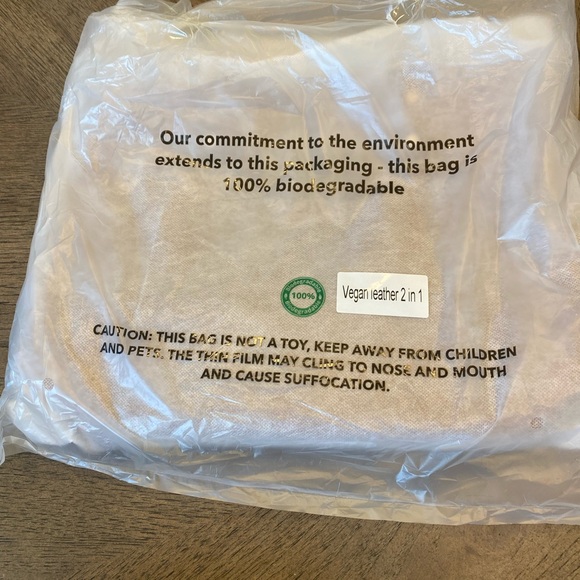 Our commitment to the environment
extends to this packaging - this bag is
100% biodegradable
Biodegradable
100%
Biodegradable
Vegan leather 2 in 1
CAUTION: THIS BAG IS NOT A TOY, KEEP AWAY FROM CHILDREN
AND PETS. THE THIN FILM MAY CLING TO NOSE AND MOUTH
AND CAUSE SUFFOCATION.